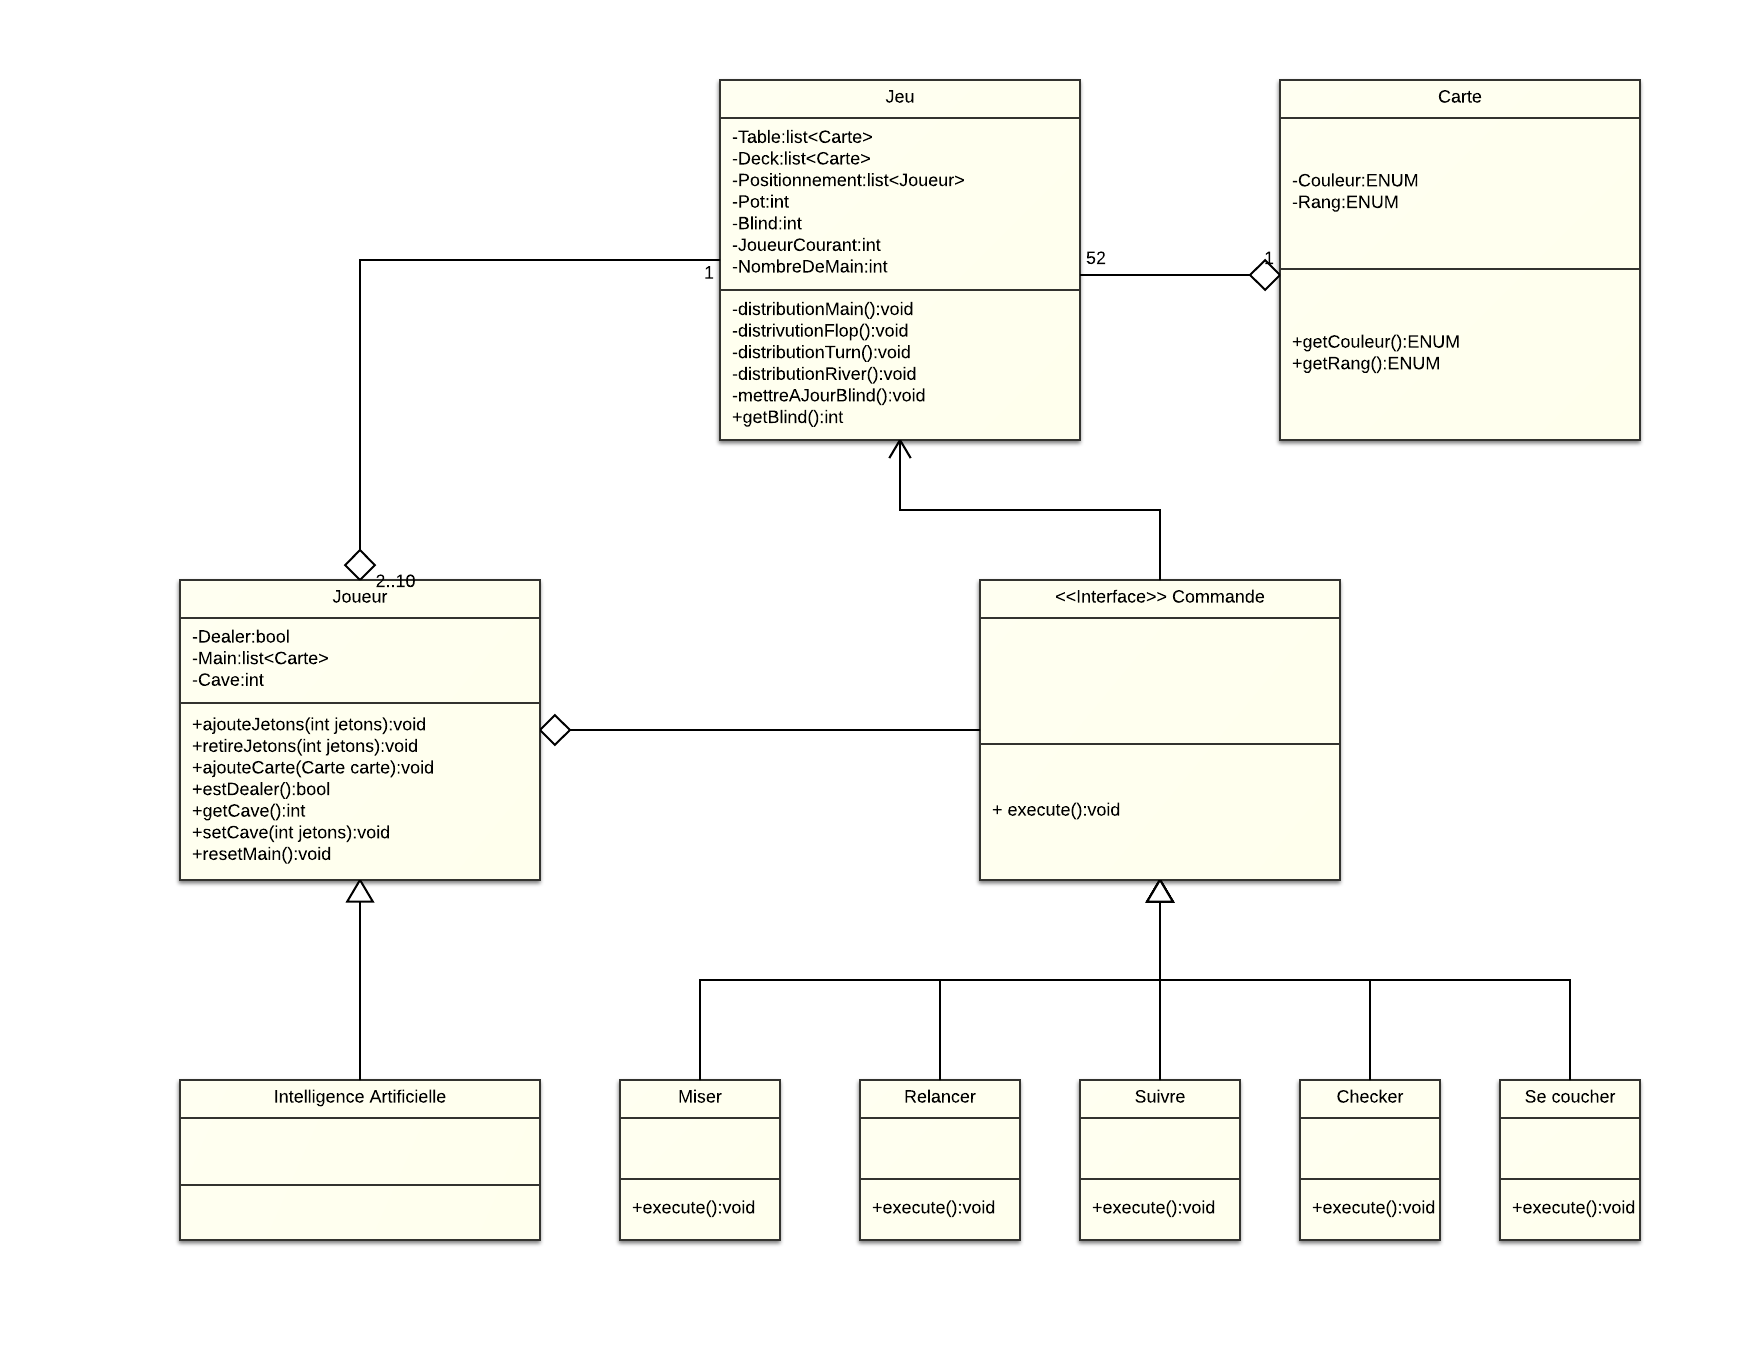 Jeu
-Table:list<Carte>
-Deck:list<Carte>
-Positionnement:list<Joueur>
-Pot:int
-Blind:int
-JoueurCourant:int
-NombreDeMain:int
-distributionMain():void
-distrivutionFlop():void
-distributionTurn():void
-distributionRiver():void
-mettreAJourBlind():void
+getBlind():int
1
52
1
Carte
-Couleur:ENUM
-Rang:ENUM
+getCouleur():ENUM
+getRang():ENUM
2..10
Joueur
-Dealer:bool
-Main:list<Carte>
-Cave:int
+ajouteJetons(int jetons):void
+retireJetons(int jetons):void
+ajouteCarte(Carte carte):void
+estDealer():bool
+getCave():int
+setCave(int jetons):void
+resetMain():void
<<Interface>> Commande
+ execute():void
Intelligence Artificielle
Miser
+execute():void
Relancer
+execute():void
Suivre
+execute():void
Checker
+execute():void
Se coucher
+execute():void